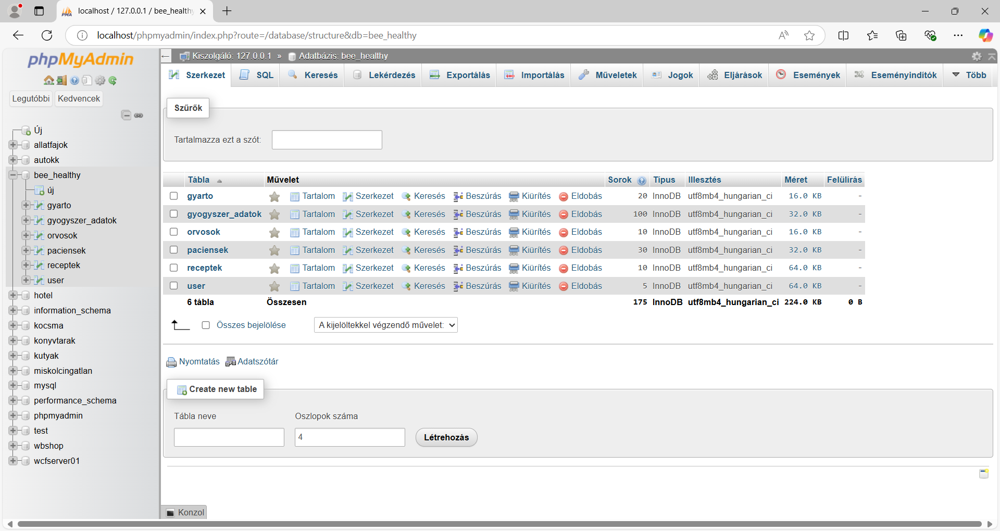 localhost / 127.0.0.1 / bee_healthy
localhost/phpmyadmin/index.php?route=/database/structure&db=bee_healthy
phpMyAdmin
Legutóbbi Kedvencek
Új
allatfajok
autokk
bee_healthy
új
gyarto
gyogyszer_adatok
orvosok
paciensek
receptek
user
hotel
information_schema
kocsma
konyvtarak
kutyak
miskolcingatlan
mysql
performance_schema
phpmyadmin
test
wbshop
wcfserver01
Kiszolgáló: 127.0.0.1 » Adatbázis: bee_healthy
Szerkezet SQL Keresés Lekérdezés Exportálás Importálás Műveletek Jogok Eljárások Események Eseményindítók Több
Szűrők
Tartalmazza ezt a szót:
Tábla Művelet Sorok Típus Illesztés Méret Felülírás
gyarto Tartalom Szerkezet Keresés Beszúrás Kiürítés Eldobás 20 InnoDB utf8mb4_hungarian_ci 16.0 KB -
gyogyszer_adatok Tartalom Szerkezet Keresés Beszúrás Kiürítés Eldobás 100 InnoDB utf8mb4_hungarian_ci 32.0 KB -
orvosok Tartalom Szerkezet Keresés Beszúrás Kiürítés Eldobás 10 InnoDB utf8mb4_hungarian_ci 16.0 KB -
paciensek Tartalom Szerkezet Keresés Beszúrás Kiürítés Eldobás 30 InnoDB utf8mb4_hungarian_ci 32.0 KB -
receptek Tartalom Szerkezet Keresés Beszúrás Kiürítés Eldobás 10 InnoDB utf8mb4_hungarian_ci 64.0 KB -
user Tartalom Szerkezet Keresés Beszúrás Kiürítés Eldobás 5 InnoDB utf8mb4_hungarian_ci 64.0 KB -
6 tábla Összesen 175 InnoDB utf8mb4_hungarian_ci 224.0 KB 0 B
Összes bejelölése A kijelöltekkel végzendő művelet:
Nyomtatás Adatszótár
Create new table
Tábla neve Oszlopok száma
4 Létrehozás
Konzol